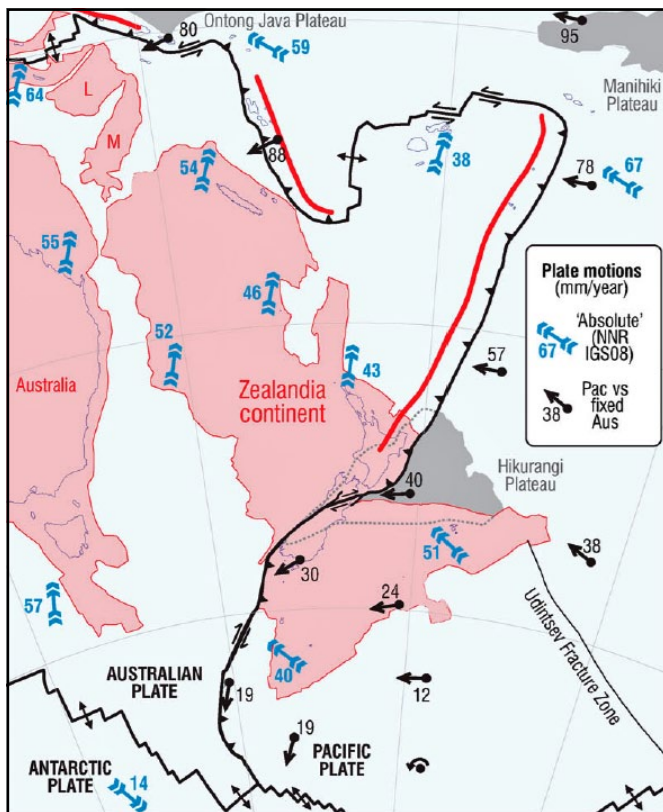 Ontong Java Plateau
80
59
95
64
L
M
Manihiki
Plateau
88
38
78
67
54
55
Plate motions
(mm/year)
'Absolute'
(NNR
IGS08)
67
Pac vs
fixed
Aus
38
46
52
43
57
Australia
Zealandia
continent
Hikurangi
Plateau
40
51
38
30
24
57
Udintsev Fracture Zone
AUSTRALIAN
PLATE
40
19
12
19
PACIFIC
PLATE
ANTARCTIC
PLATE
14